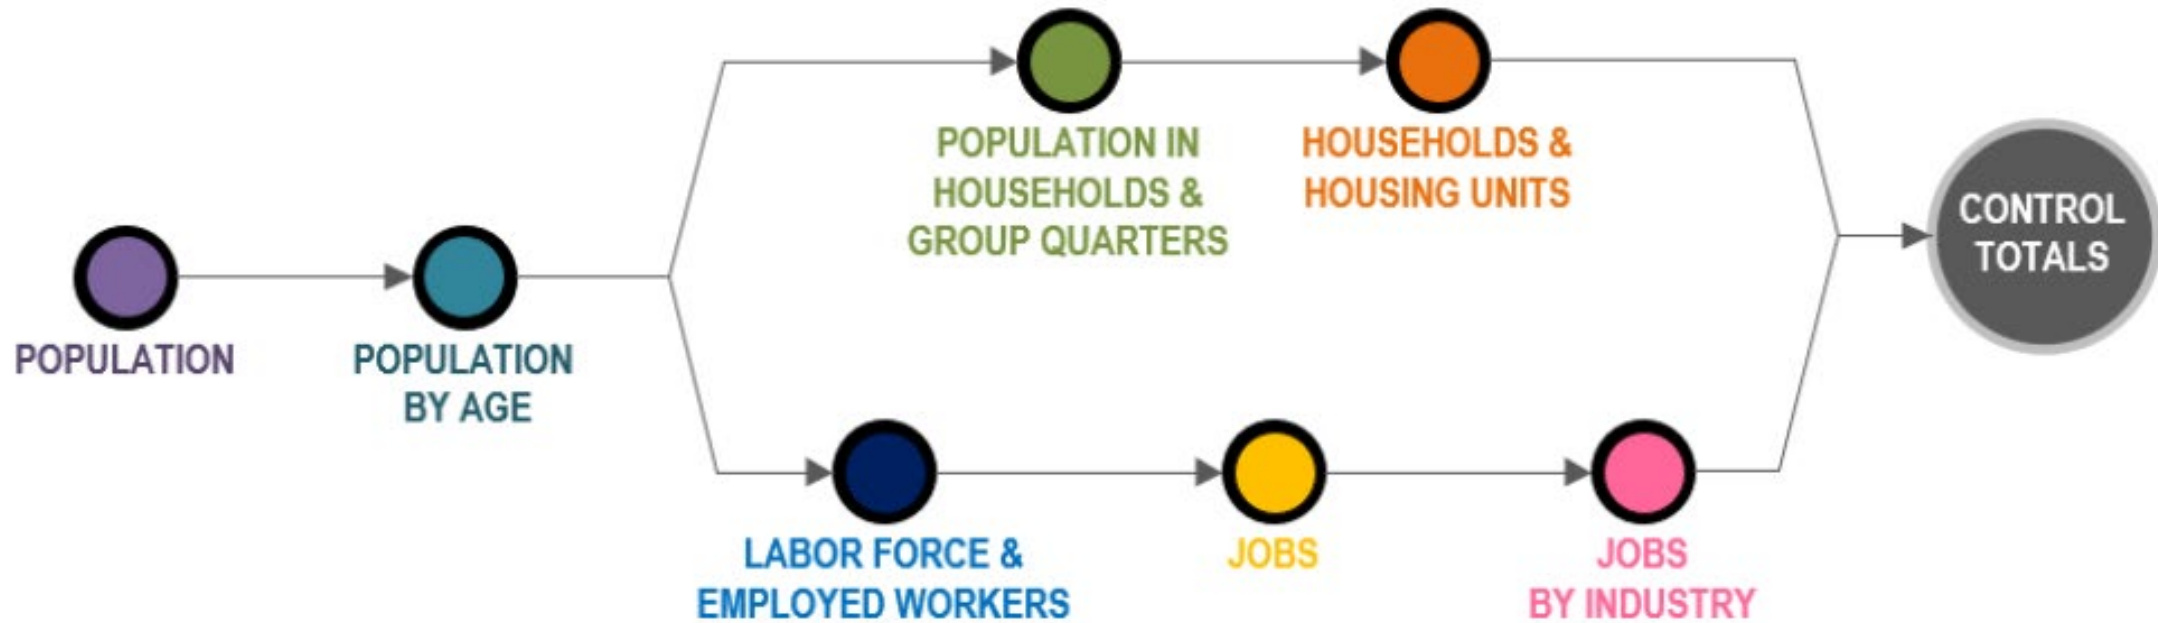 POPULATION
POPULATION
BY AGE
POPULATION IN
HOUSEHOLDS &
GROUP QUARTERS
HOUSEHOLDS &
HOUSING UNITS
LABOR FORCE &
EMPLOYED WORKERS
JOBS
JOBS
BY INDUSTRY
CONTROL
TOTALS